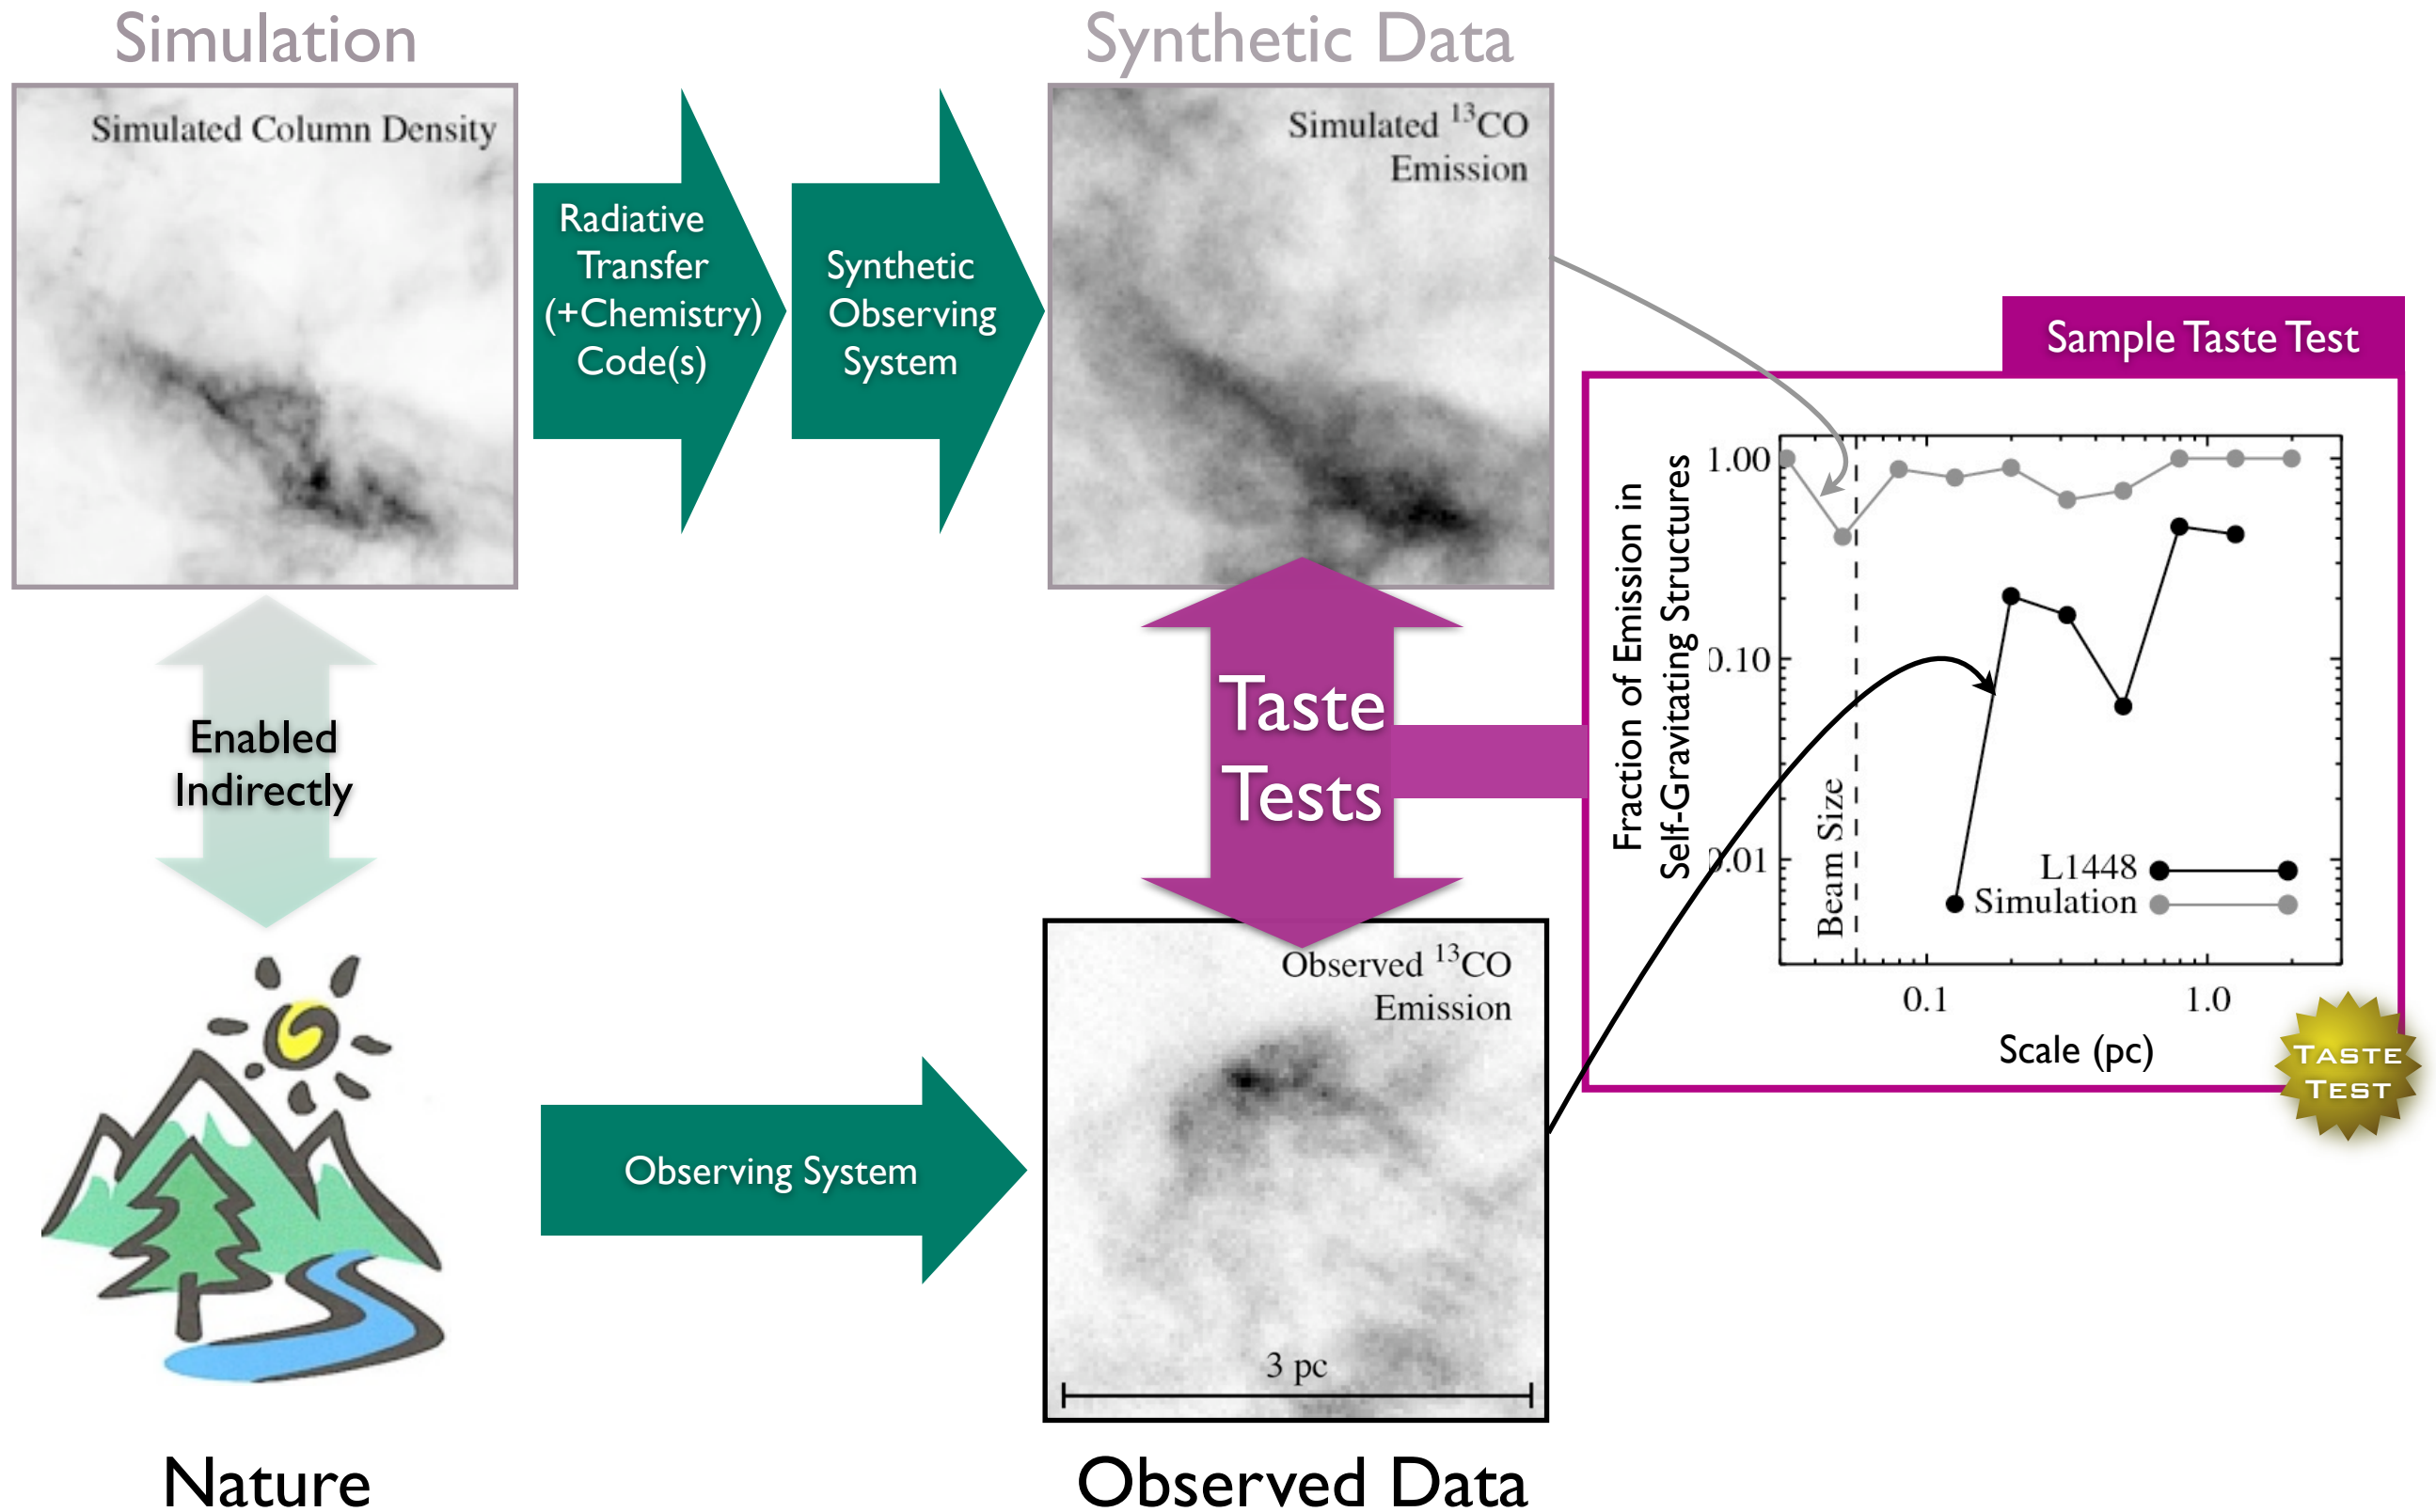 Simulation
Simulated Column Density
Radiative
Transfer
(+Chemistry)
Code(s)
Synthetic
Observing
System
Synthetic Data
Simulated ¹³CO
Emission
Enabled
Indirectly
Taste
Tests
Sample Taste Test
Fraction of Emission in
Self-Gravitating Structures
1.00
0.10
0.01
Beam Size
L1448
Simulation
0.1
1.0
Scale (pc)
TASTE
TEST
Observing System
Observed ¹³CO
Emission
3 pc
Nature
Observed Data